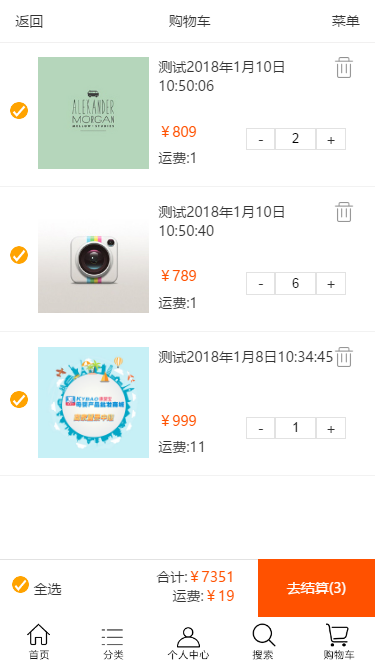 返回 购物车 菜单
测试2018年1月10日
10:50:06
ALEXANDER
MORGAN
MELLOW · STORIES
￥809
- 2 +
运费:1
测试2018年1月10日
10:50:40
￥789
- 6 +
运费:1
测试2018年1月8日10:34:45
KYBAO
￥999
- 1 +
运费:11
全选
合计:￥7351
运费:￥19
去结算(3)
首页 分类 个人中心 搜索 购物车